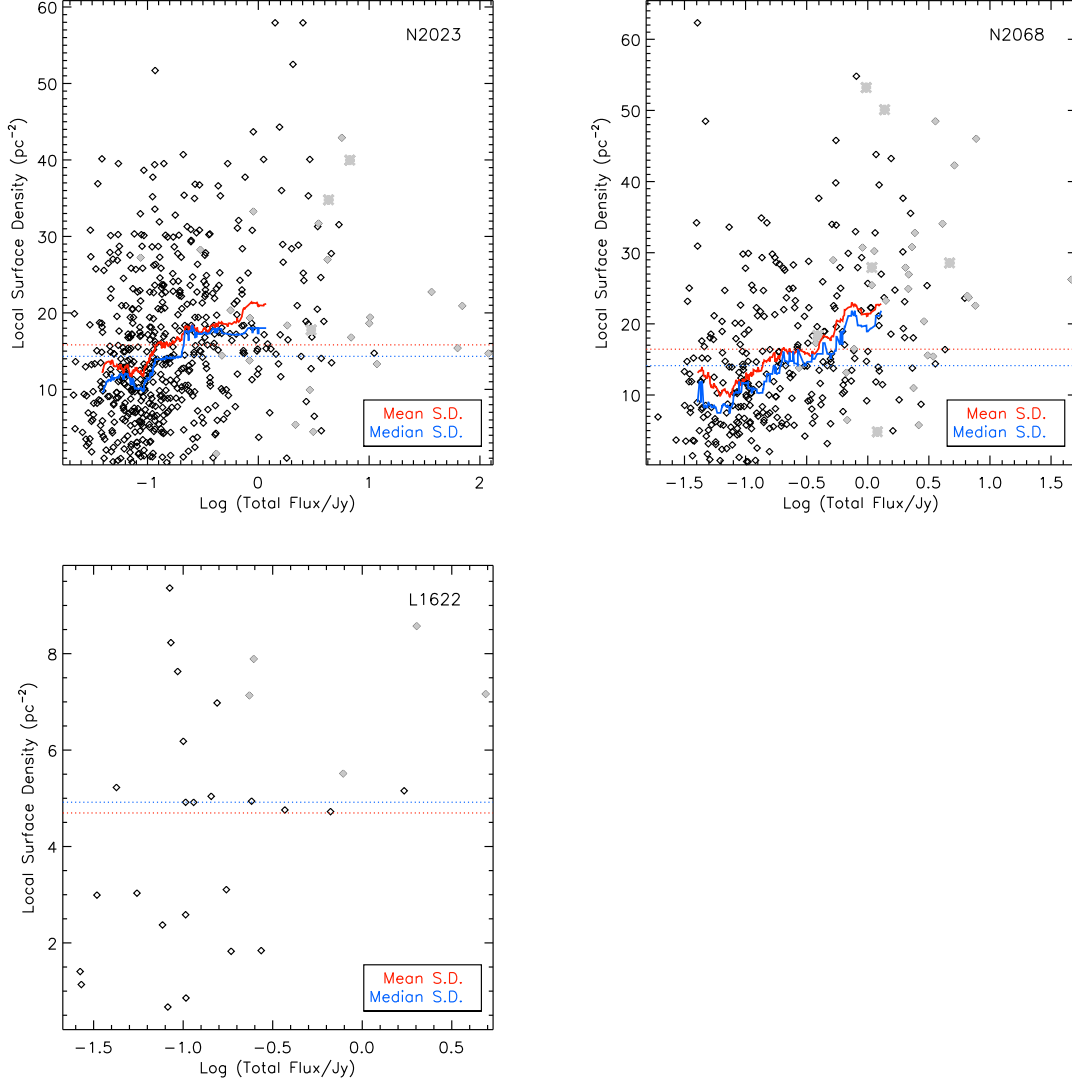 60
50
40
30
20
10
N2023
Mean S.D.
Median S.D.
−1
0
1
2
Log (Total Flux/Jy)
Local Surface Density (pc−2)
60
50
40
30
20
10
N2068
Mean S.D.
Median S.D.
−1.5
−1.0
−0.5
0.0
0.5
1.0
1.5
Log (Total Flux/Jy)
Local Surface Density (pc−2)
8
6
4
2
L1622
Mean S.D.
Median S.D.
−1.5
−1.0
−0.5
0.0
0.5
Log (Total Flux/Jy)
Local Surface Density (pc−2)